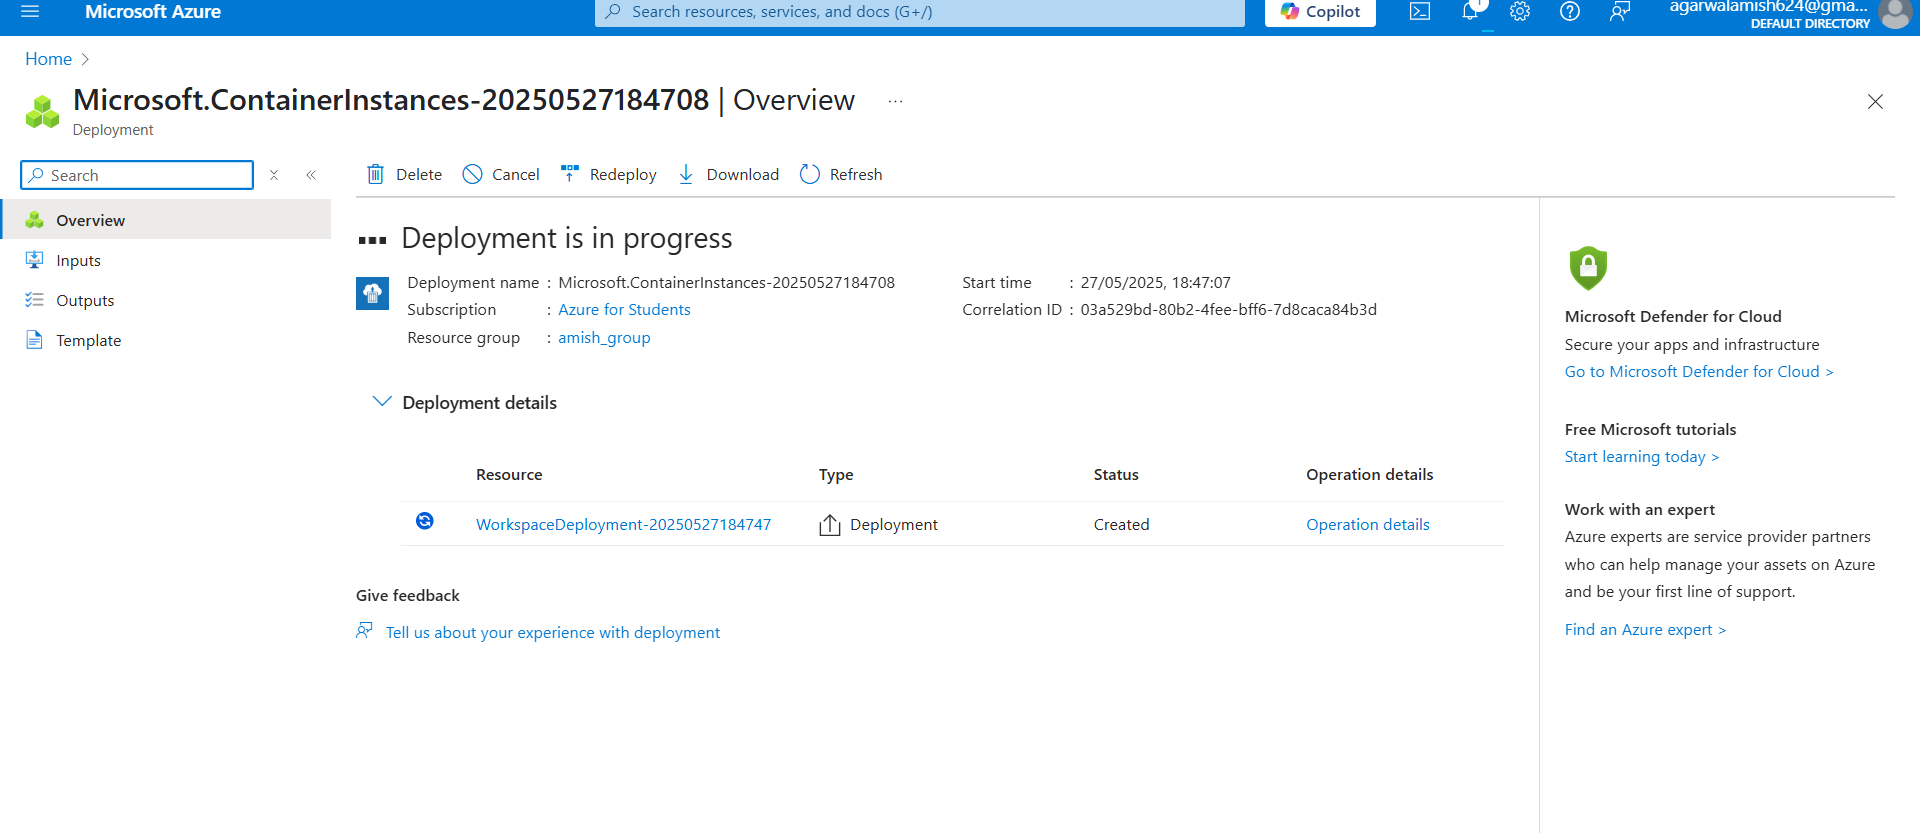 Microsoft Azure
Search resources, services, and docs (G+/)
Copilot
1
agarwalamish624@gma...
DEFAULT DIRECTORY
Home
Microsoft.ContainerInstances-20250527184708 | Overview ...
Deployment
Search
Overview
Inputs
Outputs
Template
Delete Cancel Redeploy Download Refresh
Deployment is in progress
Deployment name : Microsoft.ContainerInstances-20250527184708
Subscription : Azure for Students
Resource group : amish_group
Start time : 27/05/2025, 18:47:07
Correlation ID : 03a529bd-80b2-4fee-bff6-7d8caca84b3d
Deployment details
Resource Type Status Operation details
WorkspaceDeployment-20250527184747 Deployment Created Operation details
Give feedback
Tell us about your experience with deployment
Microsoft Defender for Cloud
Secure your apps and infrastructure
Go to Microsoft Defender for Cloud >
Free Microsoft tutorials
Start learning today >
Work with an expert
Azure experts are service provider partners
who can help manage your assets on Azure
and be your first line of support.
Find an Azure expert >